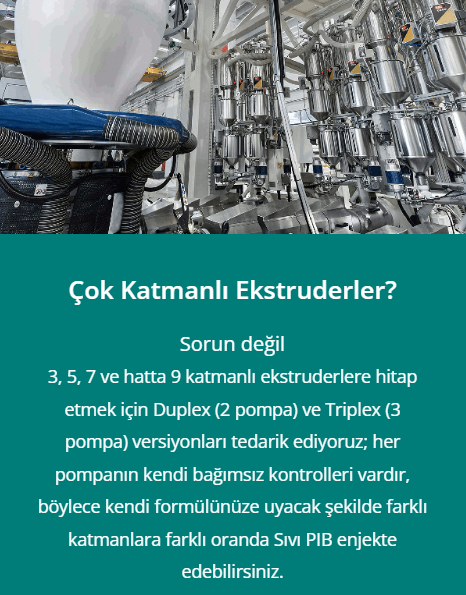 Çok Katmanlı Ekstruderler?
Sorun değil
3, 5, 7 ve hatta 9 katmanlı ekstruderlere hitap
etmek için Duplex (2 pompa) ve Triplex (3
pompa) versiyonları tedarik ediyoruz; her
pompanın kendi bağımsız kontrolleri vardır,
böylece kendi formülünüze uyacak şekilde farklı
katmanlara farklı oranda Sıvı PIB enjekte
edebilirsiniz.